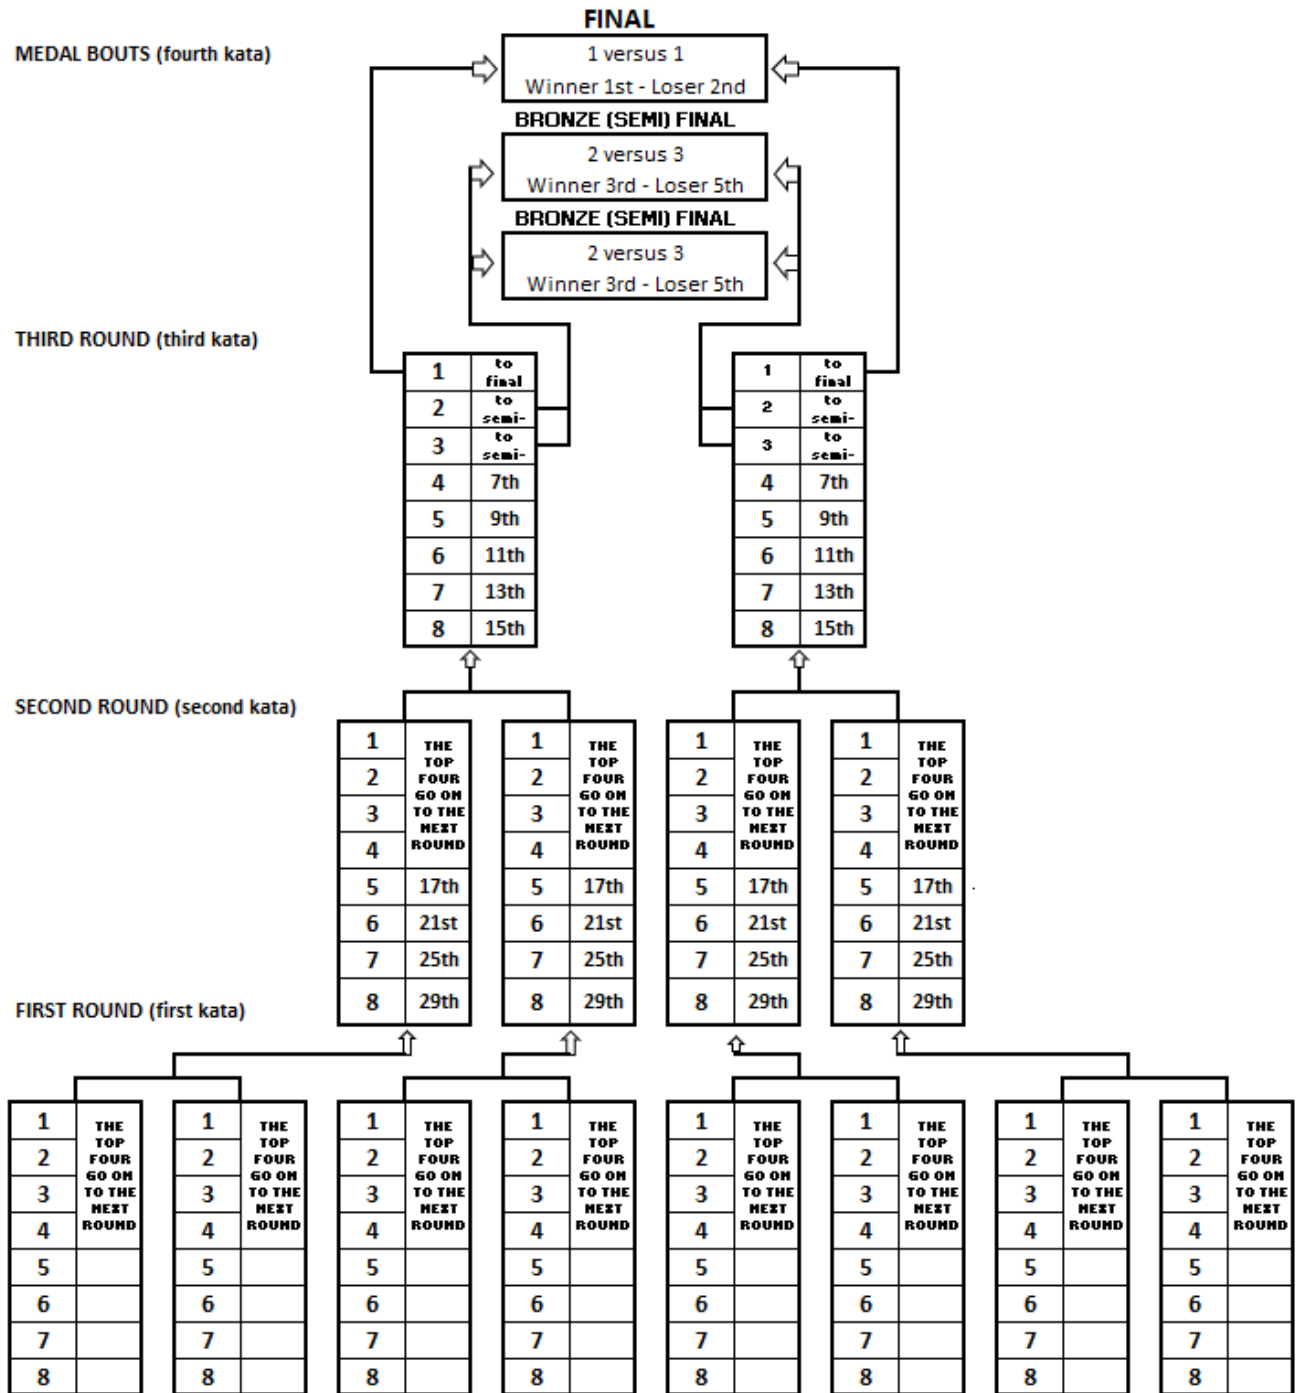 FINAL
MEDAL BOUTS (fourth kata)
1 versus 1
Winner 1st - Loser 2nd
BRONZE (SEMI) FINAL
2 versus 3
Winner 3rd - Loser 5th
BRONZE (SEMI) FINAL
2 versus 3
Winner 3rd - Loser 5th
THIRD ROUND (third kata)
1 to final 1 to final
2 to semi- 2 to semi-
3 to semi- 3 to semi-
4 7th 4 7th
5 9th 5 9th
6 11th 6 11th
7 13th 7 13th
8 15th 8 15th
SECOND ROUND (second kata)
1 THE 1 THE 1 THE 1 THE
TOP TOP TOP TOP
2 FOUR 2 FOUR 2 FOUR 2 FOUR
GO ON GO ON GO ON GO ON
3 TO THE 3 TO THE 3 TO THE 3 TO THE
NEXT NEXT NEXT NEXT
4 ROUND 4 ROUND 4 ROUND 4 ROUND
5 17th 5 17th 5 17th 5 17th
6 21st 6 21st 6 21st 6 21st
7 25th 7 25th 7 25th 7 25th
8 29th 8 29th 8 29th 8 29th
FIRST ROUND (first kata)
1 THE 1 THE 1 THE 1 THE 1 THE 1 THE 1 THE 1 THE
TOP TOP TOP TOP TOP TOP TOP TOP
2 FOUR 2 FOUR 2 FOUR 2 FOUR 2 FOUR 2 FOUR 2 FOUR 2 FOUR
GO ON GO ON GO ON GO ON GO ON GO ON GO ON GO ON
3 TO THE 3 TO THE 3 TO THE 3 TO THE 3 TO THE 3 TO THE 3 TO THE 3 TO THE
NEXT NEXT NEXT NEXT NEXT NEXT NEXT NEXT
4 ROUND 4 ROUND 4 ROUND 4 ROUND 4 ROUND 4 ROUND 4 ROUND 4 ROUND
5 5 5 5 5 5 5 5
6 6 6 6 6 6 6 6
7 7 7 7 7 7 7 7
8 8 8 8 8 8 8 8